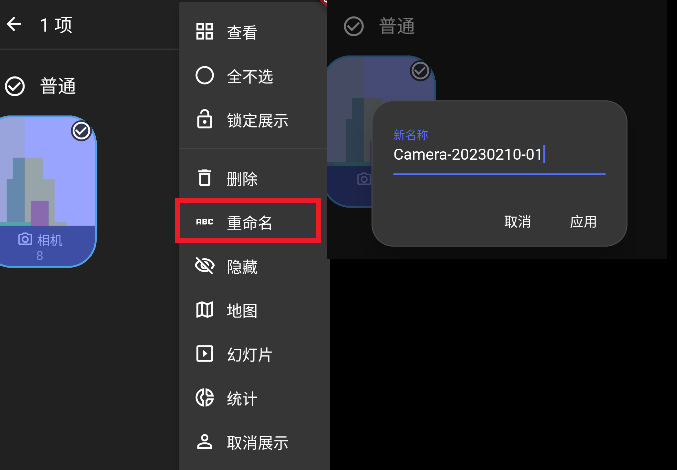 1 项
普通
相机
8
查看
全不选
锁定展示
删除
ABC 重命名
隐藏
地图
幻灯片
统计
取消展示
普通
新名称
Camera-20230210-01
取消 应用